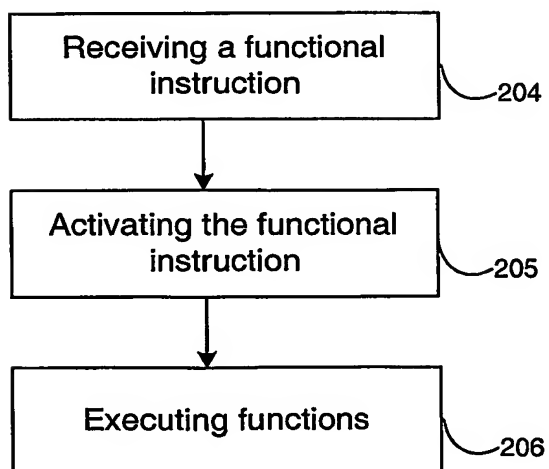 Receiving a functional
instruction
204
Activating the functional
instruction
205
Executing functions
206